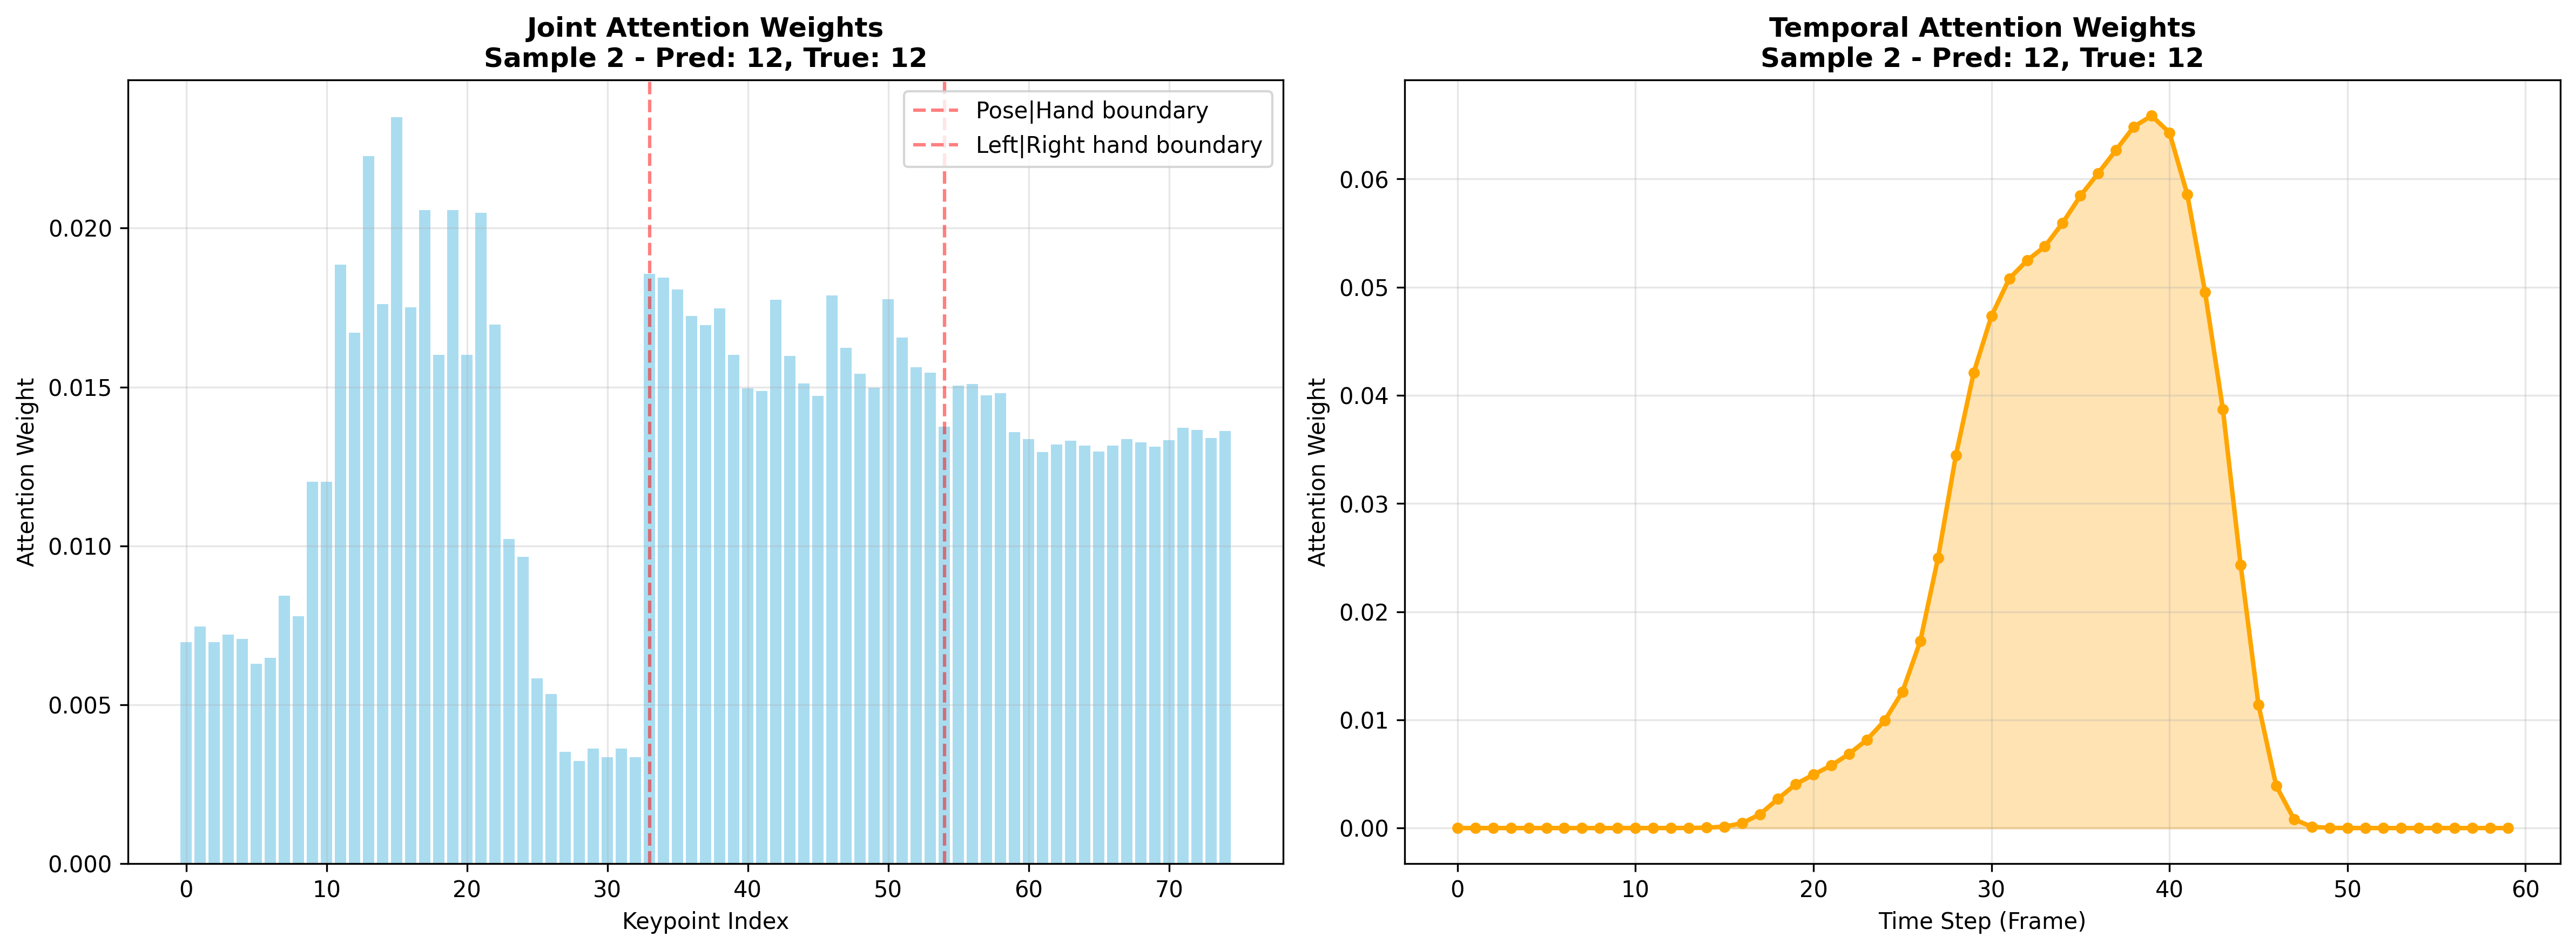 Joint Attention Weights
Sample 2 - Pred: 12, True: 12
Attention Weight
0.020
0.015
0.010
0.005
0.000
Pose|Hand boundary
Left|Right hand boundary
0 10 20 30 40 50 60 70
Keypoint Index
Temporal Attention Weights
Sample 2 - Pred: 12, True: 12
Attention Weight
0.06
0.05
0.04
0.03
0.02
0.01
0.00
0 10 20 30 40 50 60
Time Step (Frame)